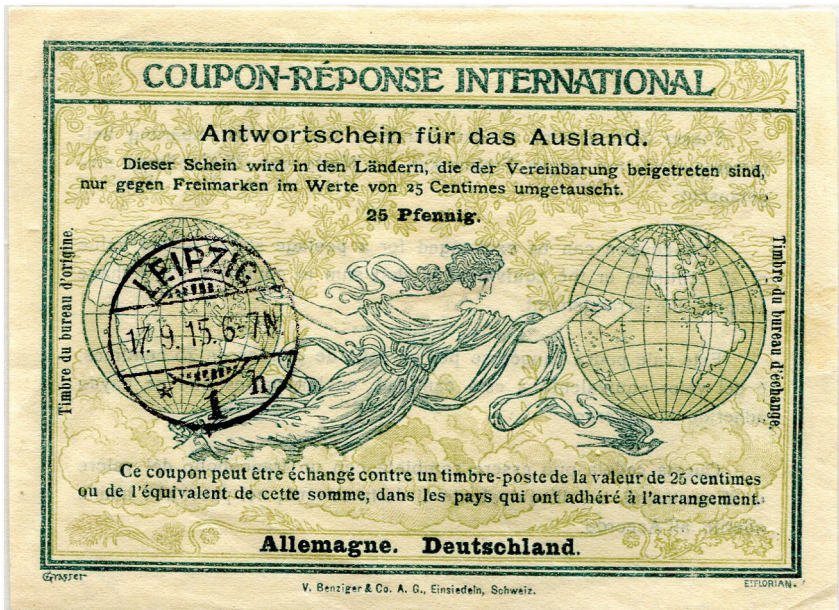 COUPON-RÉPONSE INTERNATIONAL
Antwortschein für das Ausland.
Dieser Schein wird in den Ländern, die der Vereinbarung beigetreten sind,
nur gegen Freimarken im Werte von 25 Centimes umgetauscht.
25 Pfennig.
Timbre du bureau d'origine.
LEIPZIG
17.9.15.6-7N
* 1 h
Timbre du bureau d'échange.
Ce coupon peut être échangé contre un timbre-poste de la valeur de 25 centimes
ou de l'équivalent de cette somme, dans les pays qui ont adhéré à l'arrangement.
Allemagne. Deutschland.
Grasset
V. Benziger & Co. A. G., Einsiedeln, Schweiz.
E. FLORIAN.